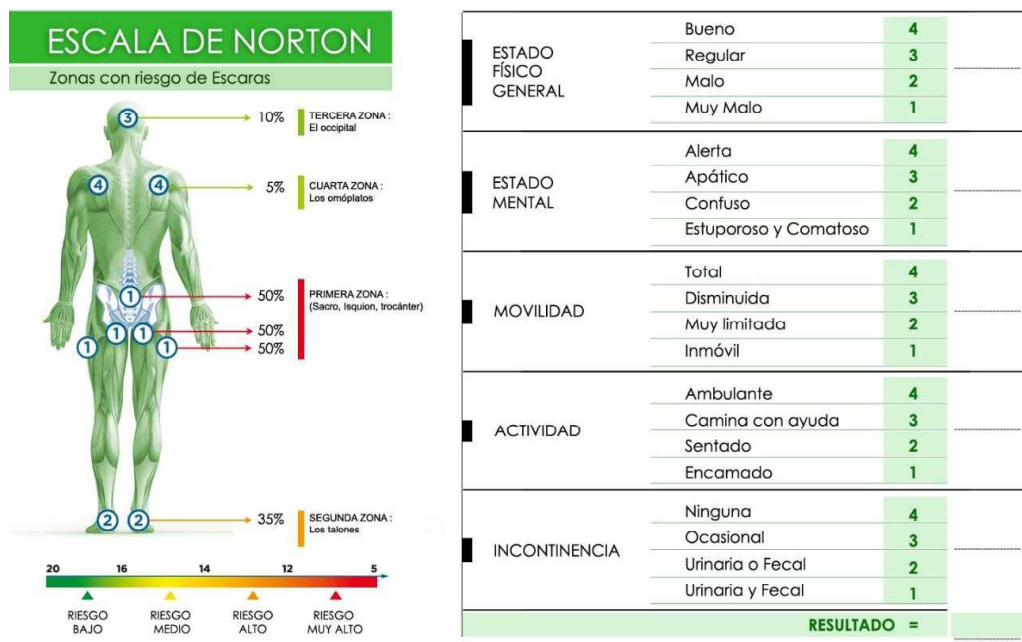 ESCALA DE NORTON
Zonas con riesgo de Escaras
3
10%
TERCERA ZONA :
El occipital
4
4
5%
CUARTA ZONA :
Los omóplatos
1
50%
PRIMERA ZONA :
(Sacro, Isquion, trocánter)
1
1
50%
1
1
50%
2
2
35%
SEGUNDA ZONA :
Los talones
20 16 14 12 5
RIESGO
BAJO
RIESGO
MEDIO
RIESGO
ALTO
RIESGO
MUY ALTO
ESTADO
FÍSICO
GENERAL
Bueno 4
Regular 3
Malo 2
Muy Malo 1
ESTADO
MENTAL
Alerta 4
Apático 3
Confuso 2
Estuporoso y Comatoso 1
MOVILIDAD
Total 4
Disminuida 3
Muy limitada 2
Inmóvil 1
ACTIVIDAD
Ambulante 4
Camina con ayuda 3
Sentado 2
Encamado 1
INCONTINENCIA
Ninguna 4
Ocasional 3
Urinaria o Fecal 2
Urinaria y Fecal 1
RESULTADO =